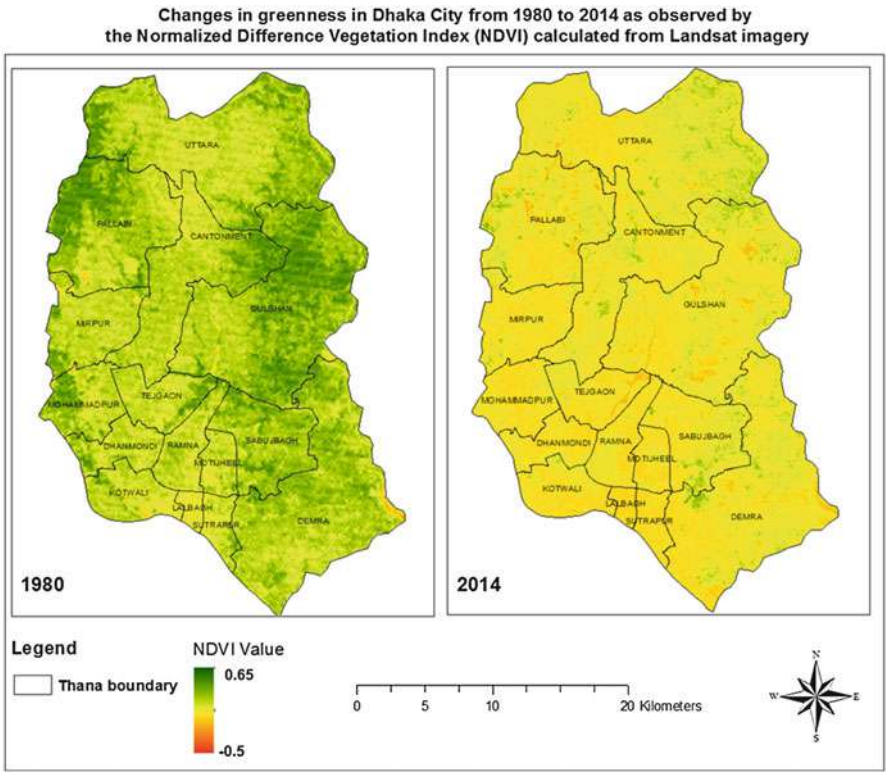 Changes in greenness in Dhaka City from 1980 to 2014 as observed by
the Normalized Difference Vegetation Index (NDVI) calculated from Landsat imagery
UTTARA
PALLABI
CANTONMENT
GULSHAN
MIRPUR
MOHAMMADPUR
TEJGAON
DHANMONDI
RAMNA
SABUJBAGH
MOTIJHEEL
KOTWALI
LALBAGH
SUTRAPUR
DEMRA
1980
UTTARA
PALLABI
CANTONMENT
GULSHAN
MIRPUR
TEJGAON
MOHAMMADPUR
DHANMONDI
RAMNA
SABUJBAGH
MOTIJHEEL
KOTWALI
LALBAGH
SUTRAPUR
DEMRA
2014
Legend
Thana boundary
NDVI Value
0.65
-0.5
0 5 10 20 Kilometers
N
W E
S